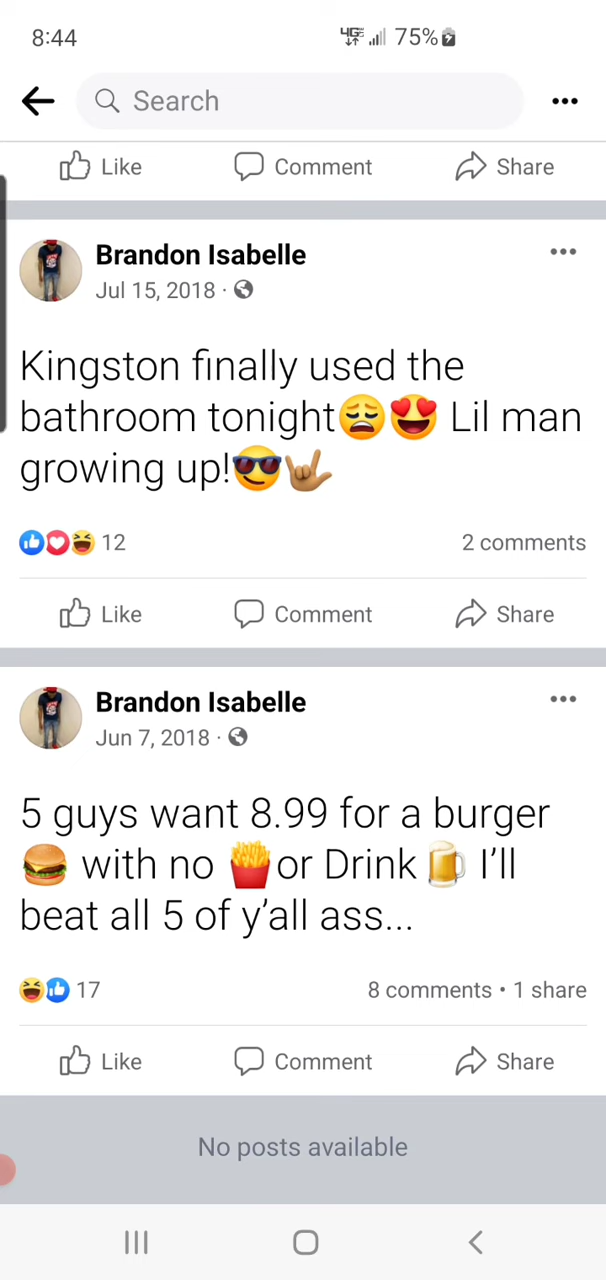 8:44
4G 75%
Search
Like Comment Share
Brandon Isabelle
Jul 15, 2018 ·
Kingston finally used the
bathroom tonight😩😍 Lil man
growing up!😎🤟🏾
12 2 comments
Like Comment Share
Brandon Isabelle
Jun 7, 2018 ·
5 guys want 8.99 for a burger
🍔 with no 🍟or Drink🍺 I’ll
beat all 5 of y’all ass...
17 8 comments • 1 share
Like Comment Share
No posts available